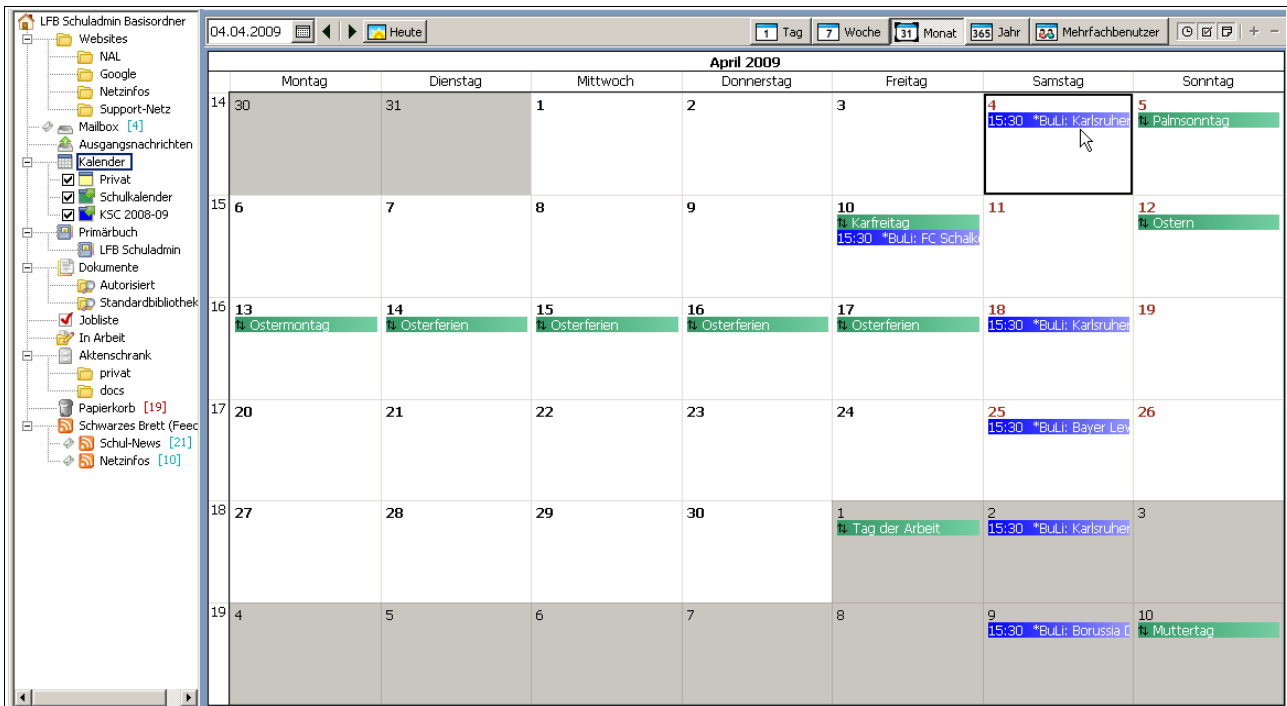 LFB Schuladmin Basisordner
Websites
NAL
Google
Netzinfos
Support-Netz
Mailbox [4]
Ausgangsnachrichten
Kalender
Privat
Schulkalender
KSC 2008-09
Primärbuch
LFB Schuladmin
Dokumente
Autorisiert
Standardbibliothek
Jobliste
In Arbeit
Aktenschrank
privat
docs
Papierkorb [19]
Schwarzes Brett (Feed
Schul-News [21]
Netzinfos [10]
04.04.2009 Heute 1 Tag 7 Woche 31 Monat 365 Jahr Mehrfachbenutzer
April 2009
Montag Dienstag Mittwoch Donnerstag Freitag Samstag Sonntag
14 30 31 1 2 3 4 5
15:30 *BuLi: Karlsruher Palmsonntag
15 6 7 8 9 10 11 12
Karfreitag Ostern
15:30 *BuLi: FC Schalk
16 13 14 15 16 17 18 19
Ostermontag Osterferien Osterferien Osterferien Osterferien 15:30 *BuLi: Karlsruher
17 20 21 22 23 24 25 26
15:30 *BuLi: Bayer Lev
18 27 28 29 30 1 2 3
Tag der Arbeit 15:30 *BuLi: Karlsruher
19 4 5 6 7 8 9 10
15:30 *BuLi: Borussia D Muttertag